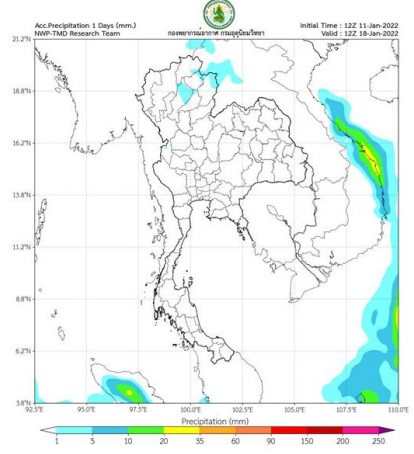 Acc.Precipitation 1 Days (mm.)
NWP-TMD Research Team
กองพยากรณ์อากาศ กรมอุตุนิยมวิทยา
Initial Time : 12Z 11-Jan-2022
Valid : 12Z 18-Jan-2022
21.2°N
18.8°N
16.2°N
13.8°N
11.2°N
8.8°N
6.2°N
3.8°N
92.5°E 95.0°E 97.5°E 100.0°E 102.5°E 105.0°E 107.5°E 110.0
Precipitation (mm)
1 5 10 20 35 60 90 150 200 250